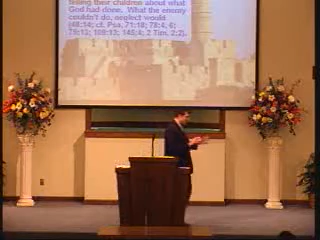 telling their children about what
God had done. What the enemy
couldn't do, neglect would
(48:14; cf. Psa. 71:18; 78:4, 6;
79:13; 109:13; 145:4; 2 Tim. 2:2).